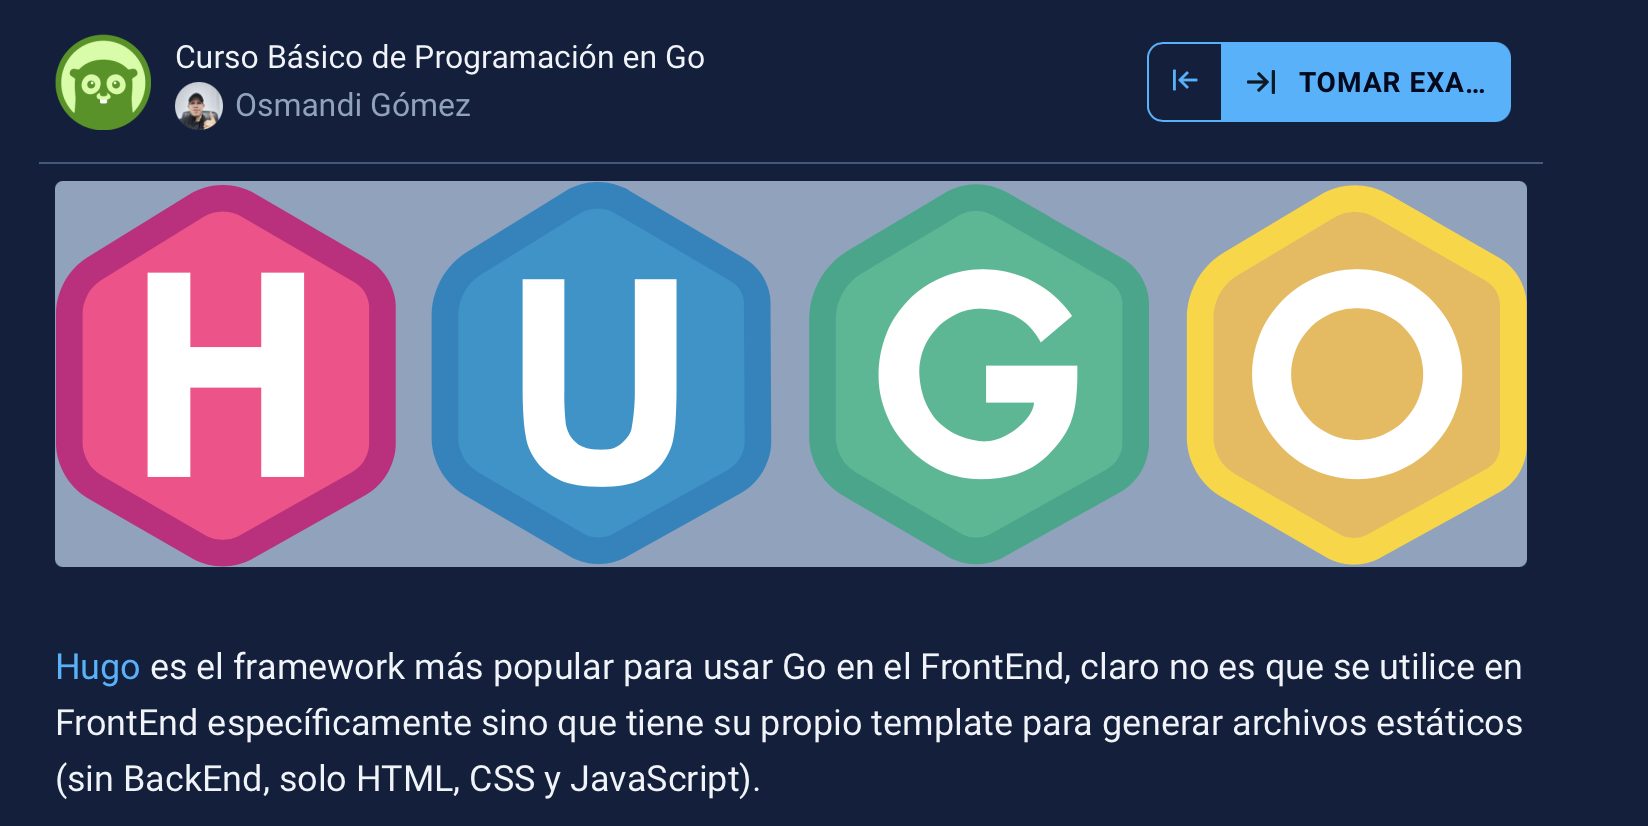 Curso Básico de Programación en Go
Osmandi Gómez
TOMAR EXA...
HUGO
Hugo es el framework más popular para usar Go en el FrontEnd, claro no es que se utilice en
FrontEnd específicamente sino que tiene su propio template para generar archivos estáticos
(sin BackEnd, solo HTML, CSS y JavaScript).